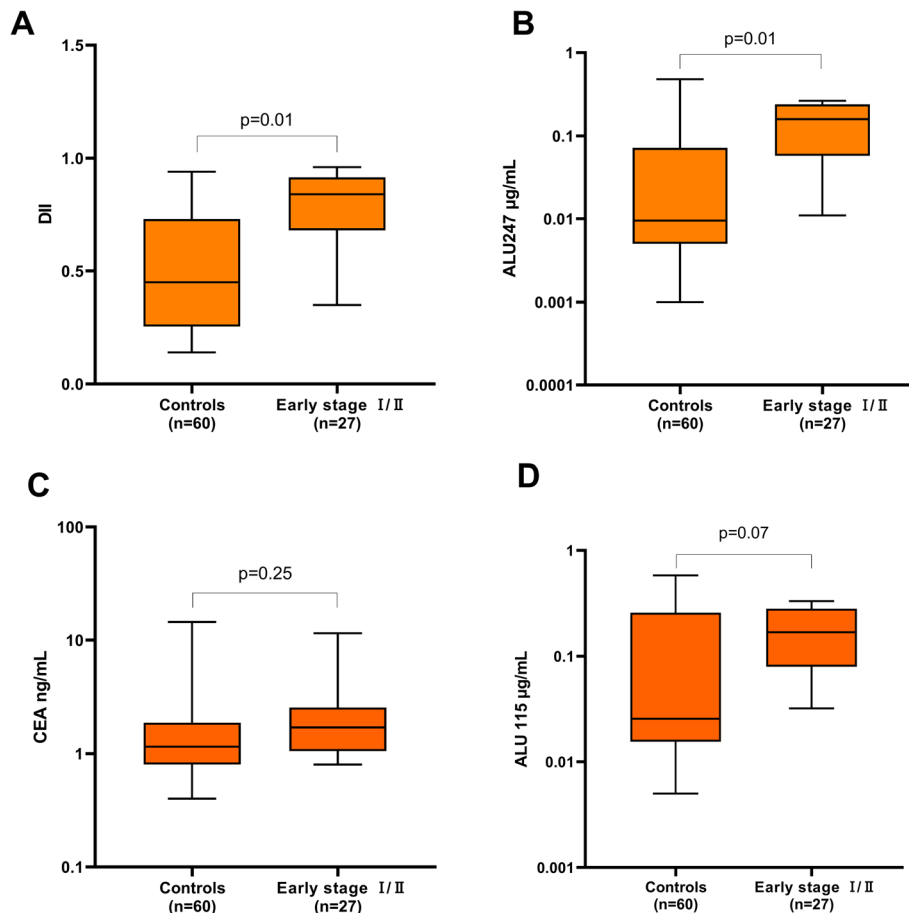 A
1.5
1.0
0.5
0.0
DII
p=0.01
Controls
(n=60)
Early stage Ⅰ/Ⅱ
(n=27)
B
1
0.1
0.01
0.001
0.0001
ALU247 µg/mL
p=0.01
Controls
(n=60)
Early stage Ⅰ/Ⅱ
(n=27)
C
100
10
1
0.1
CEA ng/mL
p=0.25
Controls
(n=60)
Early stage Ⅰ/Ⅱ
(n=27)
D
1
0.1
0.01
0.001
ALU 115 µg/mL
p=0.07
Controls
(n=60)
Early stage Ⅰ/Ⅱ
(n=27)